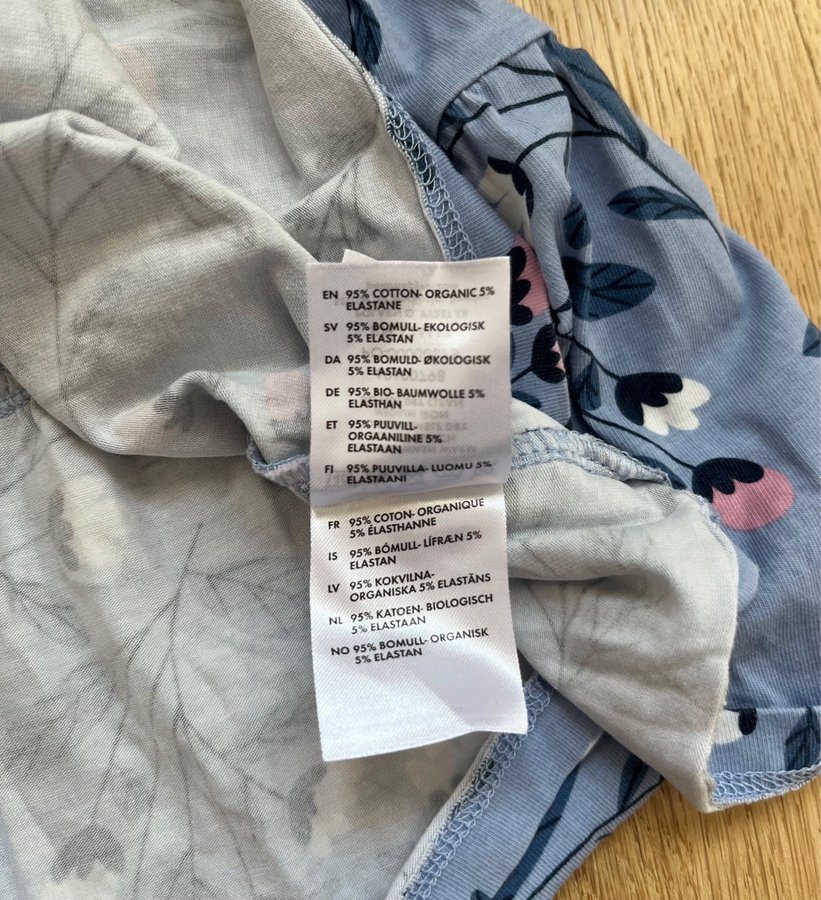 EN 95% COTTON- ORGANIC 5%
ELASTANE
SV 95% BOMULL- EKOLOGISK
5% ELASTAN
DA 95% BOMULD- ØKOLOGISK
5% ELASTAN
DE 95% BIO- BAUMWOLLE 5%
ELASTHAN
ET 95% PUUVILL-
ORGAANILINE 5%
ELASTAAN
FI 95% PUUVILLA- LUOMU 5%
ELASTAANI
FR 95% COTON- ORGANIQUE
5% ÉLASTHANNE
IS 95% BÓMULL- LÍFRÆN 5%
ELASTAN
LV 95% KOKVILNA-
ORGANISKA 5% ELASTĀNS
NL 95% KATOEN- BIOLOGISCH
5% ELASTAAN
NO 95% BOMULL- ORGANISK
5% ELASTAN